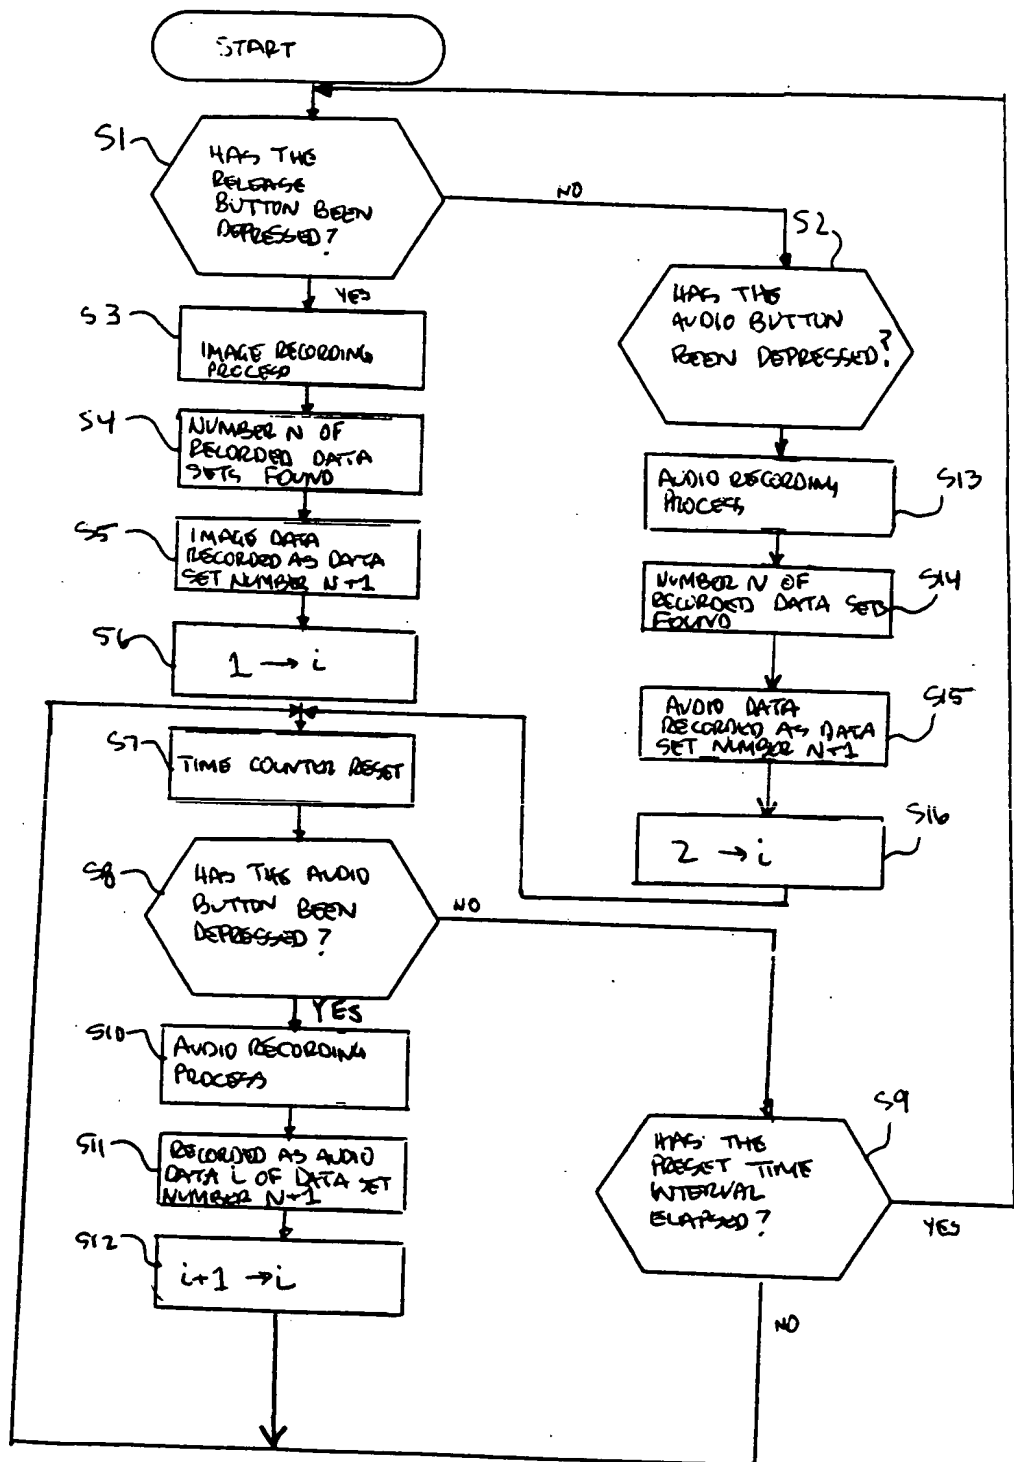 START
S1
HAS THE
RELEASE
BUTTON BEEN
DEPRESSED?
NO
YES
S2
HAS THE
AUDIO BUTTON
BEEN DEPRESSED?
S3
IMAGE RECORDING
PROCESS
S4
NUMBER N OF
RECORDED DATA
SETS FOUND
S13
AUDIO RECORDING
PROCESS
S5
IMAGE DATA
RECORDED AS DATA
SET NUMBER N+1
S14
NUMBER N OF
RECORDED DATA SETS
FOUND
S6
1 → i
S15
AUDIO DATA
RECORDED AS DATA
SET NUMBER N+1
S7
TIME COUNTER RESET
S16
2 → i
S8
HAS THE AUDIO
BUTTON BEEN
DEPRESSED?
NO
YES
S10
AUDIO RECORDING
PROCESS
S9
HAS THE
PRESET TIME
INTERVAL
ELAPSED?
YES
NO
S11
RECORDED AS AUDIO
DATA i OF DATA SET
NUMBER N+1
S12
i+1 → i